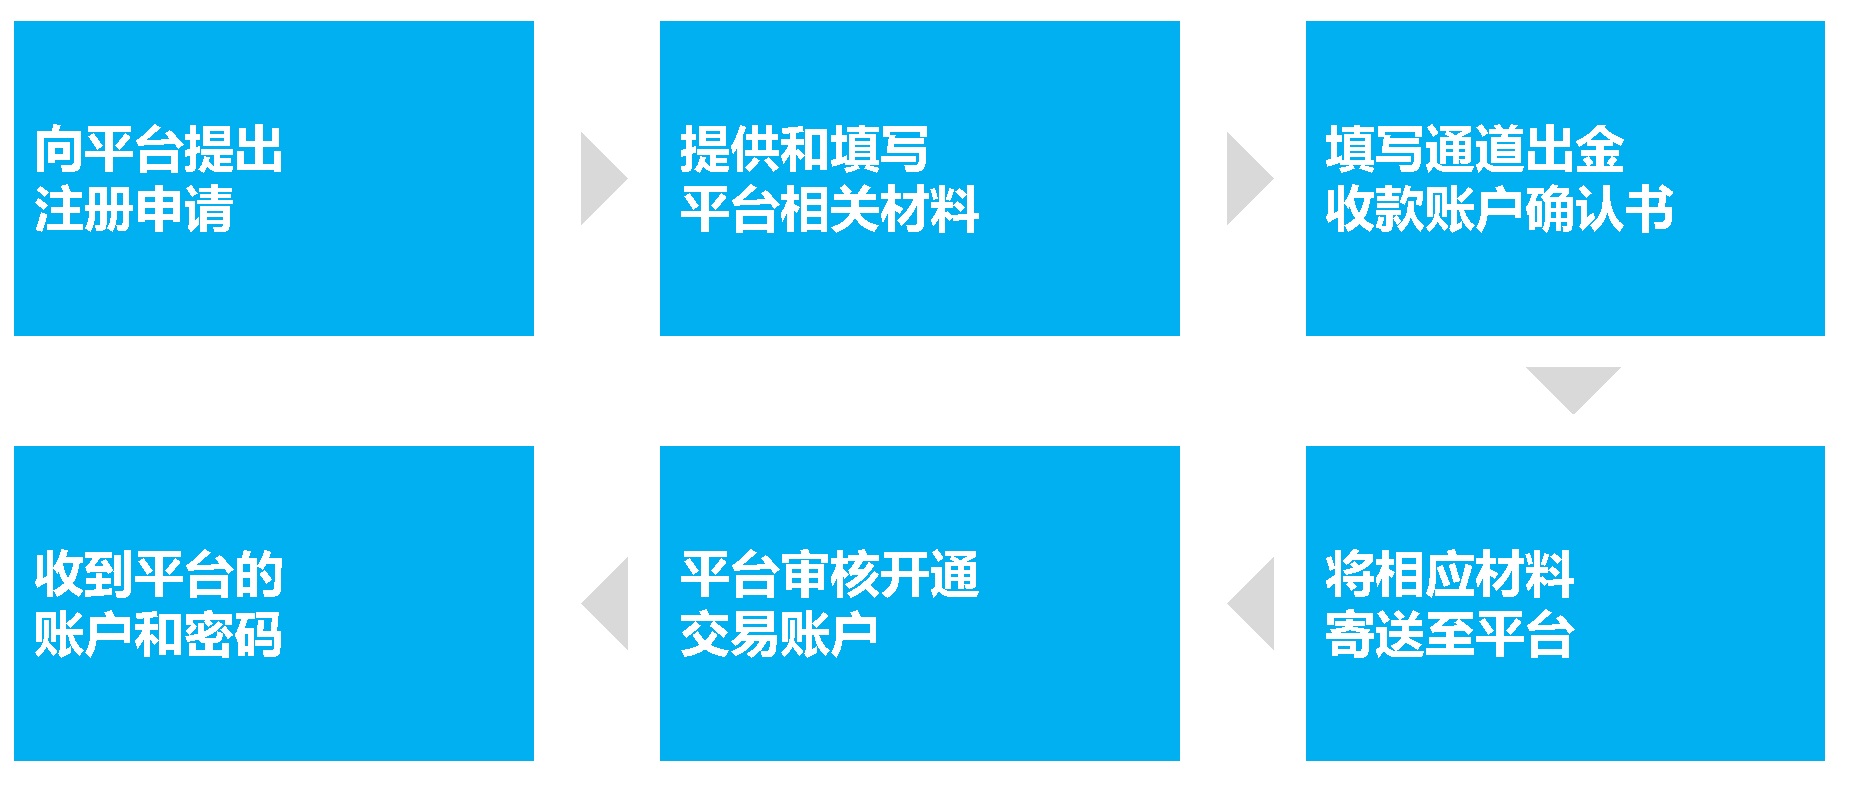 向平台提出
注册申请
提供和填写
平台相关材料
填写通道出金
收款账户确认书
将相应材料
寄送至平台
平台审核开通
交易账户
收到平台的
账户和密码